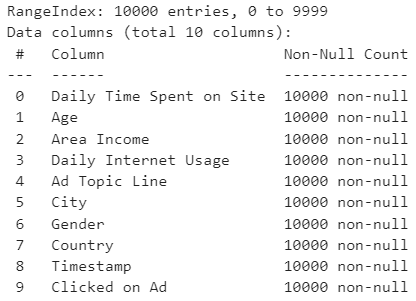 RangeIndex: 10000 entries, 0 to 9999
Data columns (total 10 columns):
 #   Column                    Non-Null Count
---  ------                    --------------
 0   Daily Time Spent on Site  10000 non-null
 1   Age                       10000 non-null
 2   Area Income               10000 non-null
 3   Daily Internet Usage      10000 non-null
 4   Ad Topic Line             10000 non-null
 5   City                      10000 non-null
 6   Gender                    10000 non-null
 7   Country                   10000 non-null
 8   Timestamp                 10000 non-null
 9   Clicked on Ad             10000 non-null